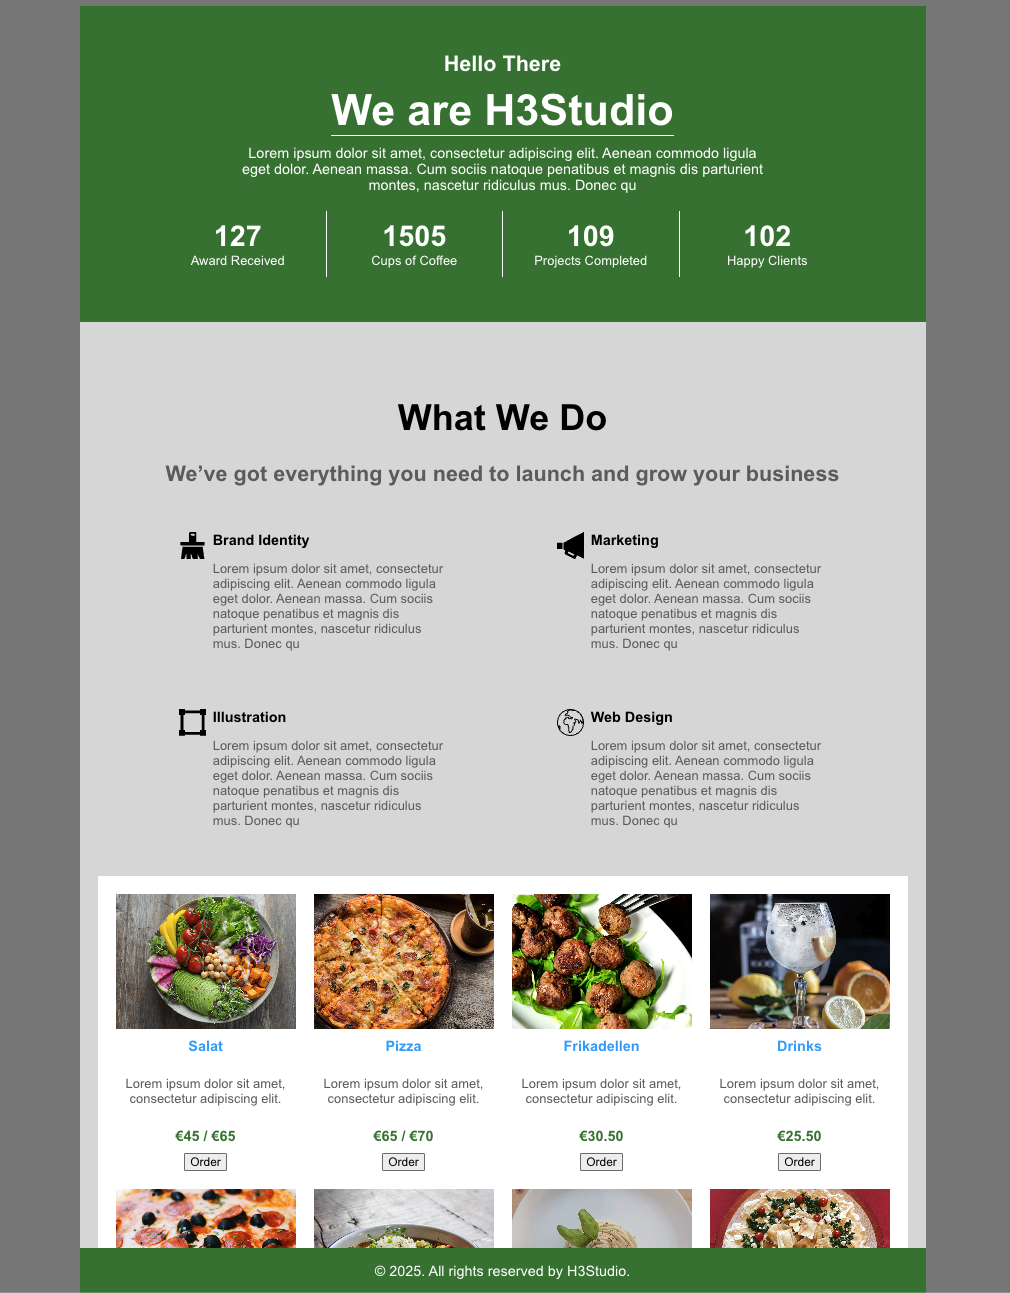 Hello There
We are H3Studio
Lorem ipsum dolor sit amet, consectetur adipiscing elit. Aenean commodo ligula
eget dolor. Aenean massa. Cum sociis natoque penatibus et magnis dis parturient
montes, nascetur ridiculus mus. Donec qu
127
Award Received
1505
Cups of Coffee
109
Projects Completed
102
Happy Clients
What We Do
We’ve got everything you need to launch and grow your business
Brand Identity
Lorem ipsum dolor sit amet, consectetur
adipiscing elit. Aenean commodo ligula
eget dolor. Aenean massa. Cum sociis
natoque penatibus et magnis dis
parturient montes, nascetur ridiculus
mus. Donec qu
Marketing
Lorem ipsum dolor sit amet, consectetur
adipiscing elit. Aenean commodo ligula
eget dolor. Aenean massa. Cum sociis
natoque penatibus et magnis dis
parturient montes, nascetur ridiculus
mus. Donec qu
Illustration
Lorem ipsum dolor sit amet, consectetur
adipiscing elit. Aenean commodo ligula
eget dolor. Aenean massa. Cum sociis
natoque penatibus et magnis dis
parturient montes, nascetur ridiculus
mus. Donec qu
Web Design
Lorem ipsum dolor sit amet, consectetur
adipiscing elit. Aenean commodo ligula
eget dolor. Aenean massa. Cum sociis
natoque penatibus et magnis dis
parturient montes, nascetur ridiculus
mus. Donec qu
Salat
Lorem ipsum dolor sit amet,
consectetur adipiscing elit.
€45 / €65
Order
Pizza
Lorem ipsum dolor sit amet,
consectetur adipiscing elit.
€65 / €70
Order
Frikadellen
Lorem ipsum dolor sit amet,
consectetur adipiscing elit.
€30.50
Order
Drinks
Lorem ipsum dolor sit amet,
consectetur adipiscing elit.
€25.50
Order
© 2025. All rights reserved by H3Studio.